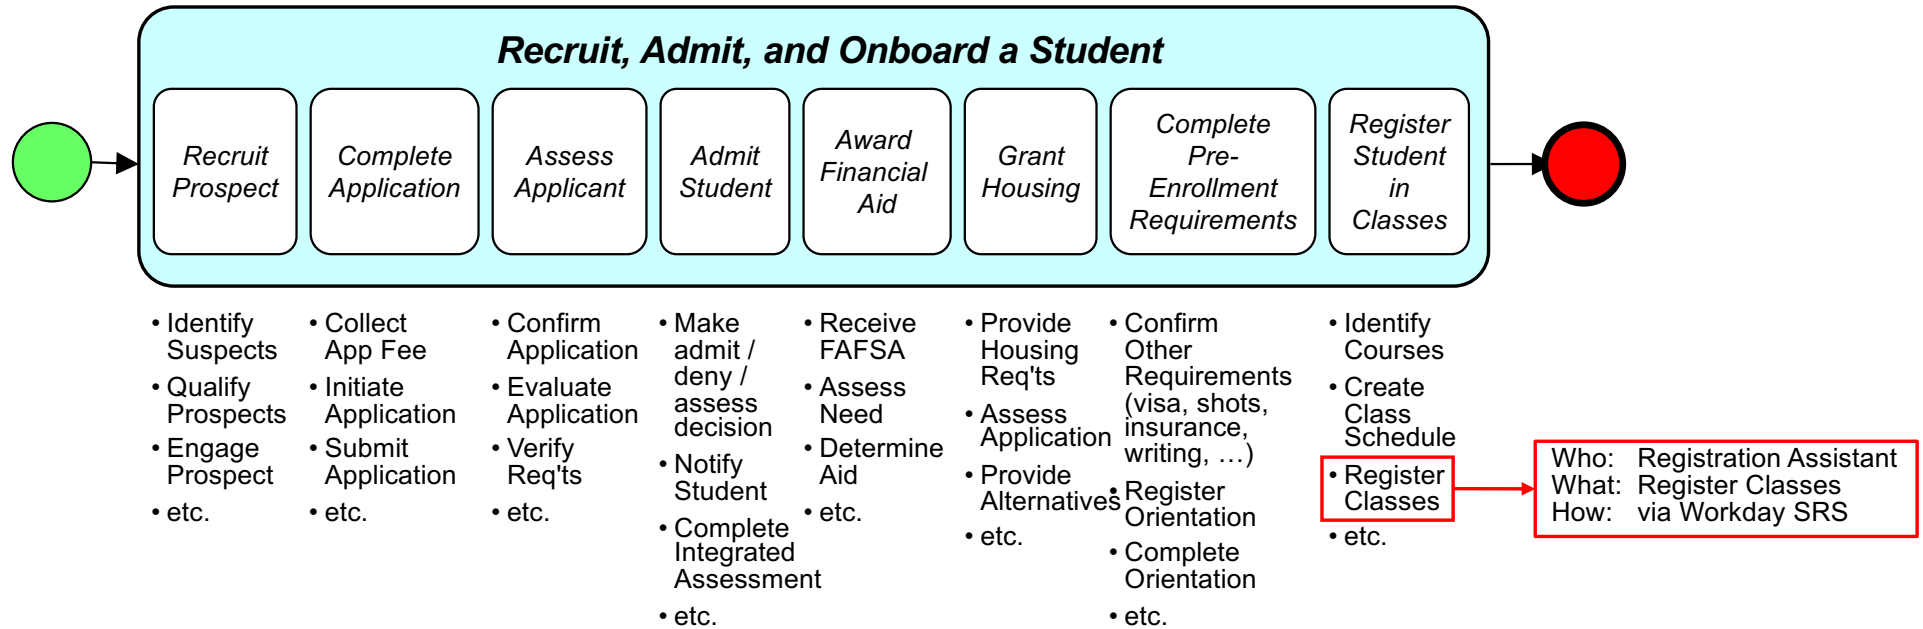 Recruit, Admit, and Onboard a Student
Recruit
Prospect
Complete
Application
Assess
Applicant
Admit
Student
Award
Financial
Aid
Grant
Housing
Complete
Pre-
Enrollment
Requirements
Register
Student
in
Classes
• Identify
Suspects
• Qualify
Prospects
• Engage
Prospect
• etc.
• Collect
App Fee
• Initiate
Application
• Submit
Application
• etc.
• Confirm
Application
• Evaluate
Application
• Verify
Req'ts
• etc.
• Make
admit /
deny /
assess
decision
• Notify
Student
• Complete
Integrated
Assessment
• etc.
• Receive
FAFSA
• Assess
Need
• Determine
Aid
• etc.
• Provide
Housing
Req'ts
• Assess
Application
• Provide
Alternatives
• etc.
• Confirm
Other
Requirements
(visa, shots,
insurance,
writing, …)
• Register
Orientation
• Complete
Orientation
• etc.
• Identify
Courses
• Create
Class
Schedule
• Register
Classes
• etc.
Who: Registration Assistant
What: Register Classes
How: via Workday SRS